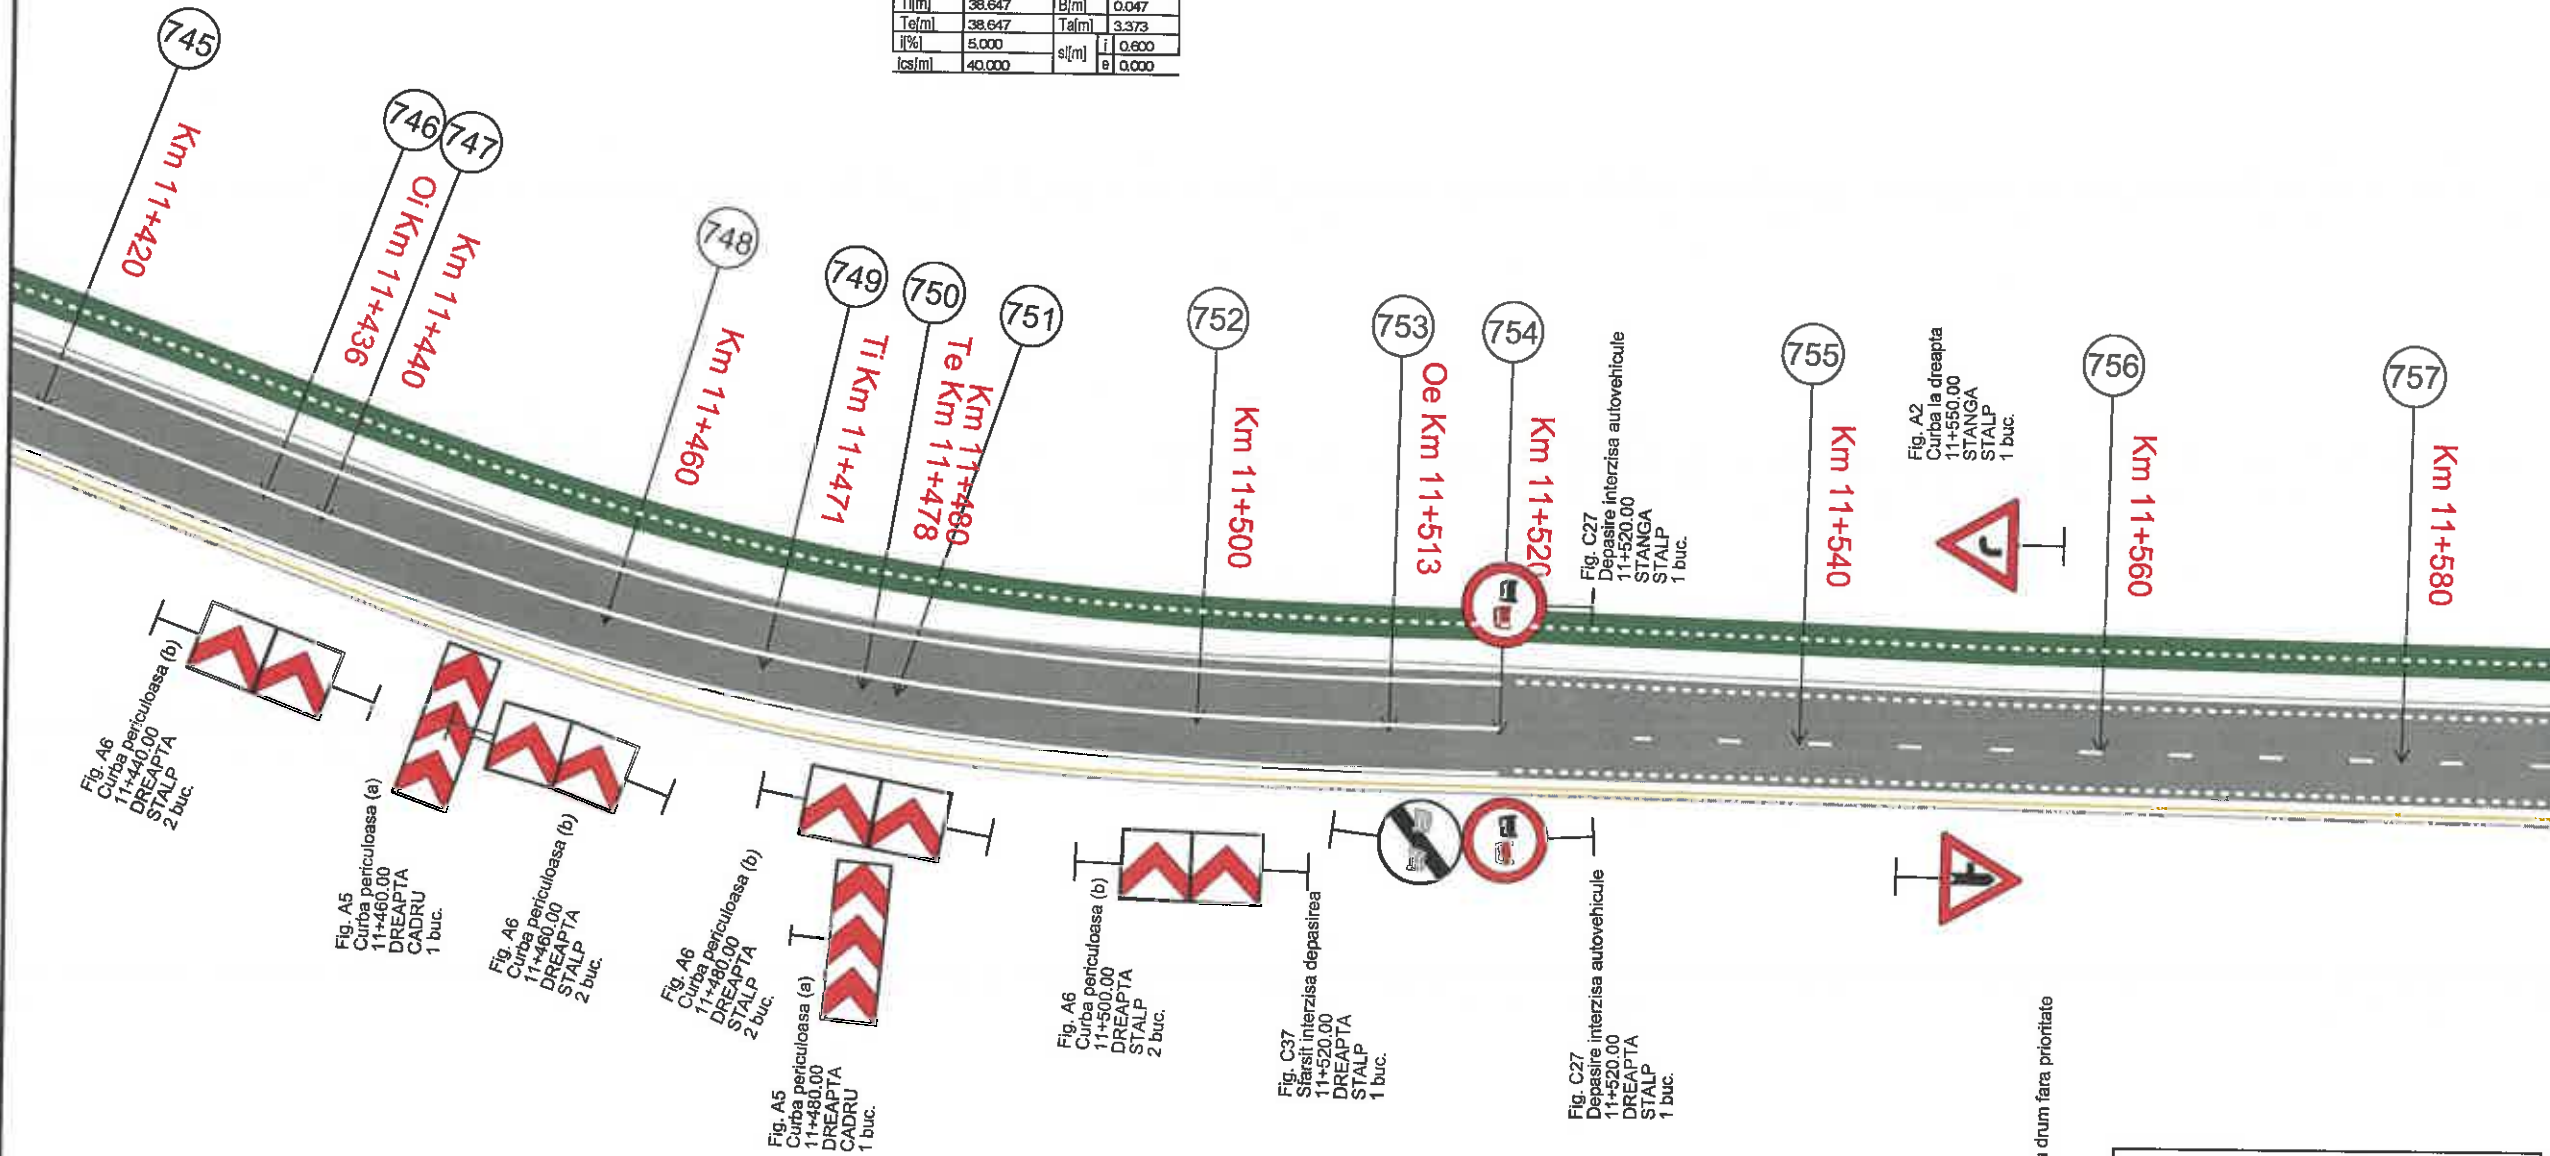 Ti[m] 38.647 B[m] 0.047
Te[m] 38.647 Ta[m] 3.373
i[%] 5.000 sl[m] i 0.600
lcs[m] 40.000 e 0.000
745
Km 11+420
746
Oi Km 11+436
747
Km 11+440
748
Km 11+460
749
Ti Km 11+471
750
Te Km 11+478
751
Km 11+480
752
Km 11+500
753
Oe Km 11+513
754
Km 11+520
Fig. C27
Depasire interzisa autovehicule
11+520.00
STANGA
STALP
1 buc.
755
Km 11+540
Fig. A2
Curba la dreapta
11+550.00
STANGA
STALP
1 buc.
756
Km 11+560
757
Km 11+580
Fig. A6
Curba periculoasa (b)
11+440.00
DREAPTA
STALP
2 buc.
Fig. A5
Curba periculoasa (a)
11+460.00
DREAPTA
CADRU
1 buc.
Fig. A6
Curba periculoasa (b)
11+460.00
DREAPTA
STALP
2 buc.
Fig. A6
Curba periculoasa (b)
11+480.00
DREAPTA
STALP
2 buc.
Fig. A5
Curba periculoasa (a)
11+480.00
DREAPTA
CADRU
1 buc.
Fig. A6
Curba periculoasa (b)
11+500.00
DREAPTA
STALP
2 buc.
Fig. C37
Sfarsit interzisa depasirea
11+520.00
DREAPTA
STALP
1 buc.
Fig. C27
Depasire interzisa autovehicule
11+520.00
DREAPTA
STALP
1 buc.
drum fara prioritate